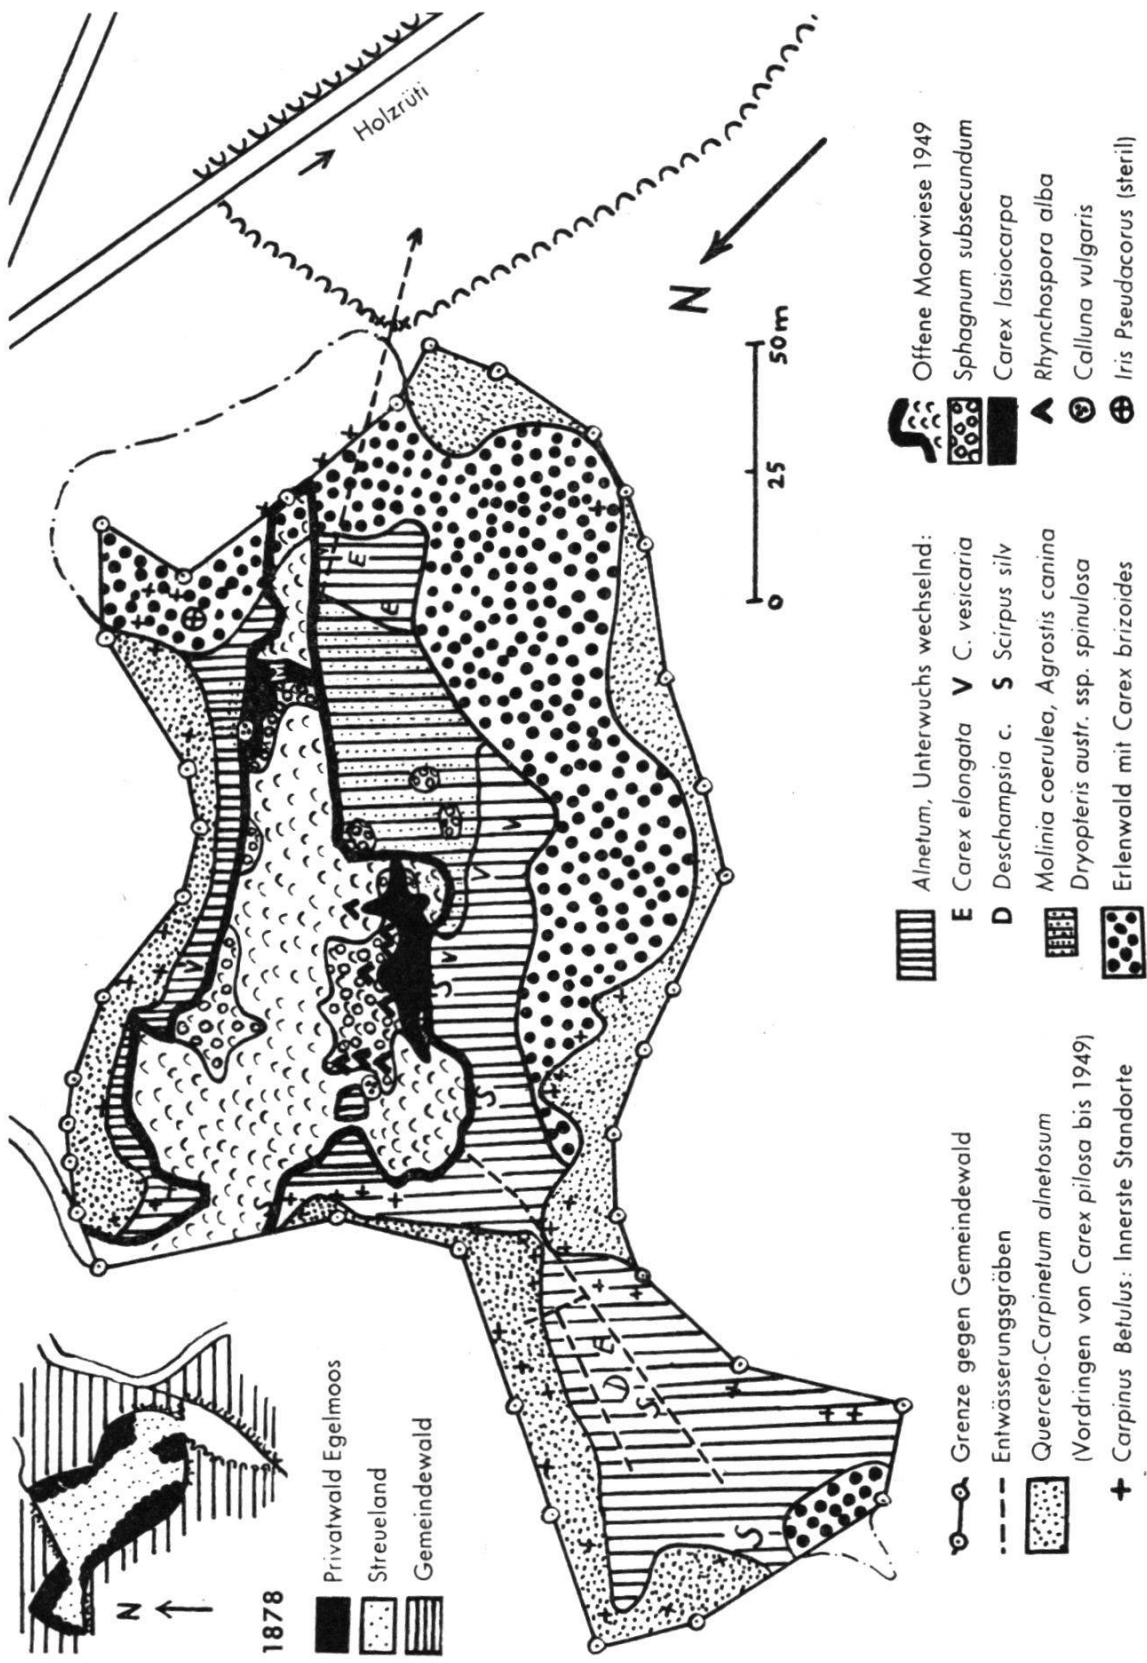 Holzrüti
N
0 25 50m
E
E
V
V
V
V
V
S
S
S
D
E
S
S
N
1878
Privatwald Egelmoos
Streueland
Gemeindewald
Grenze gegen Gemeindewald
Entwässerungsgräben
Querceto-Carpinetum alnetosum
(Vordringen von Carex pilosa bis 1949)
Carpinus Betulus: Innerste Standorte
Alnetum, Unterwuchs wechselnd:
E Carex elongata V C. vesicaria
D Deschampsia c. S Scirpus silv
Molinia coerulea, Agrostis canina
Dryopteris austr. ssp. spinulosa
Erlenwald mit Carex brizoides
Offene Moorwiese 1949
Sphagnum subsecundum
Carex lasiocarpa
Rhynchospora alba
Calluna vulgaris
Iris Pseudacorus (steril)